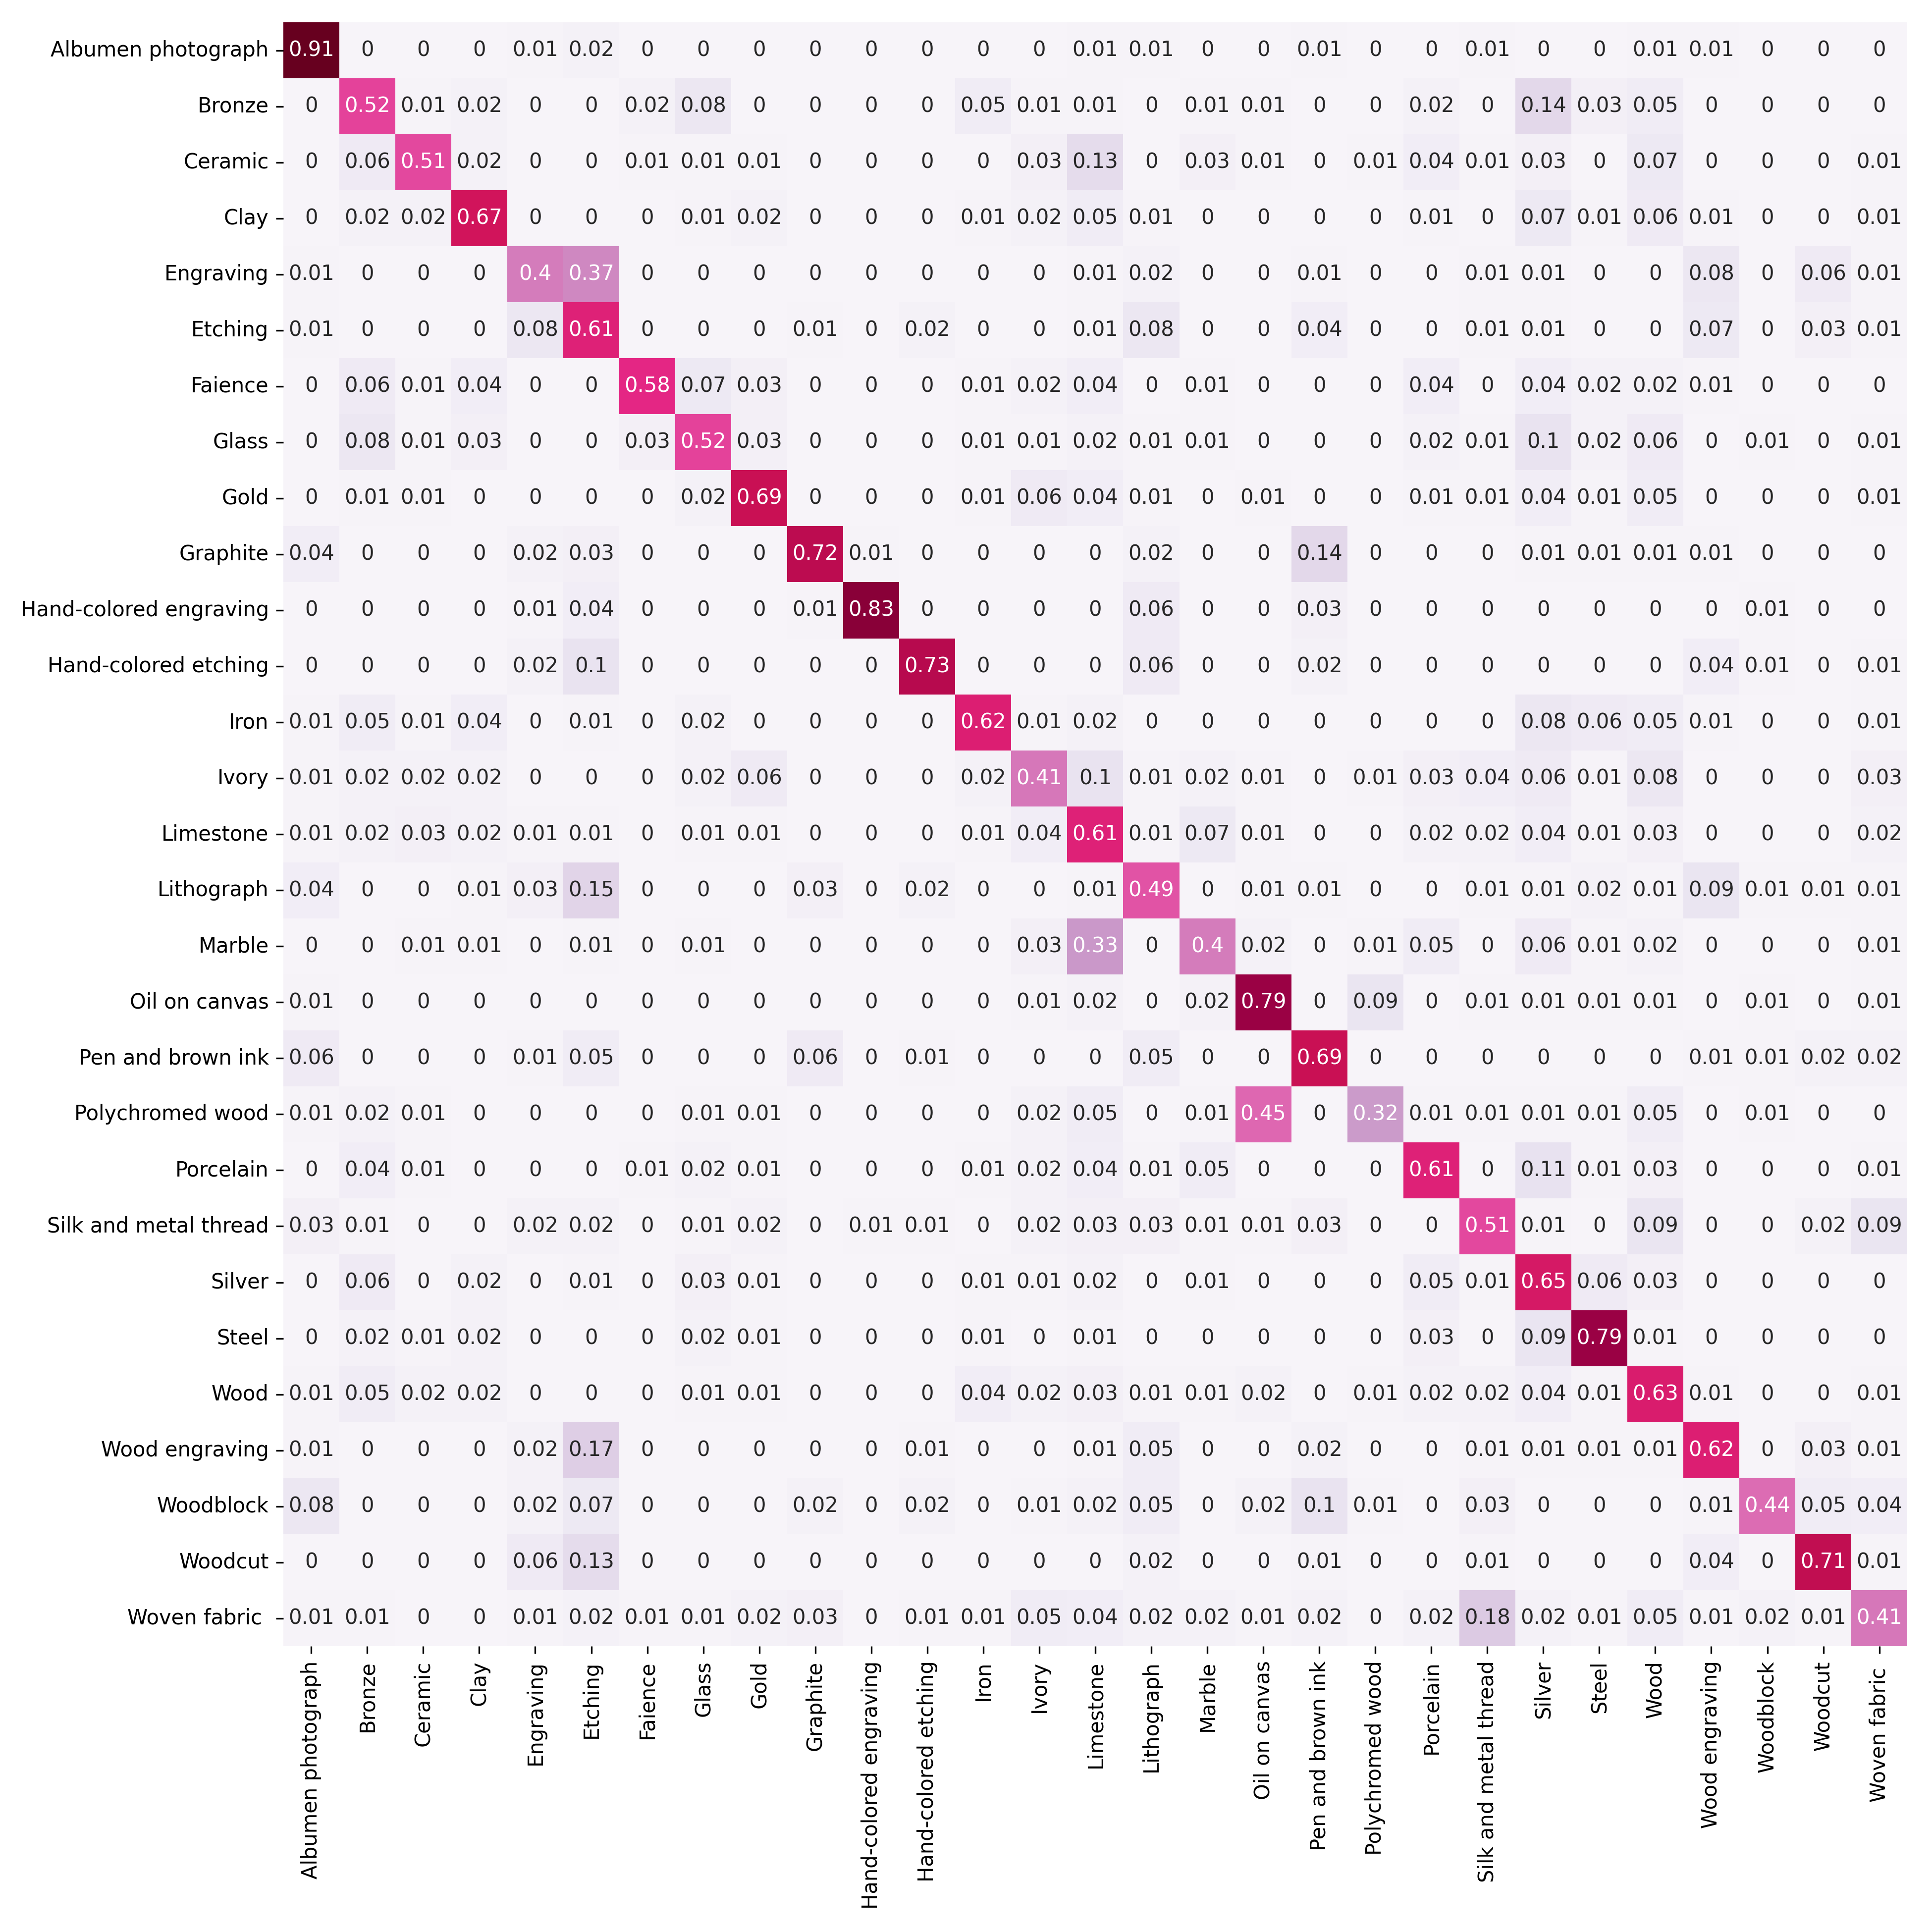 Albumen photograph 0.91 0 0 0 0.01 0.02 0 0 0 0 0 0 0 0 0.01 0.01 0 0 0.01 0 0 0.01 0 0 0.01 0.01 0 0 0
Bronze 0 0.52 0.01 0.02 0 0 0.02 0.08 0 0 0 0 0.05 0.01 0.01 0 0.01 0.01 0 0 0.02 0 0.14 0.03 0.05 0 0 0 0
Ceramic 0 0.06 0.51 0.02 0 0 0.01 0.01 0.01 0 0 0 0 0.03 0.13 0 0.03 0.01 0 0.01 0.04 0.01 0.03 0 0.07 0 0 0 0.01
Clay 0 0.02 0.02 0.67 0 0 0 0.01 0.02 0 0 0 0.01 0.02 0.05 0.01 0 0 0 0 0.01 0 0.07 0.01 0.06 0.01 0 0 0.01
Engraving 0.01 0 0 0 0.4 0.37 0 0 0 0 0 0 0 0 0.01 0.02 0 0 0.01 0 0 0.01 0.01 0 0 0.08 0 0.06 0.01
Etching 0.01 0 0 0 0.08 0.61 0 0 0 0.01 0 0.02 0 0 0.01 0.08 0 0 0.04 0 0 0.01 0.01 0 0 0.07 0 0.03 0.01
Faience 0 0.06 0.01 0.04 0 0 0.58 0.07 0.03 0 0 0 0.01 0.02 0.04 0 0.01 0 0 0 0.04 0 0.04 0.02 0.02 0.01 0 0 0
Glass 0 0.08 0.01 0.03 0 0 0.03 0.52 0.03 0 0 0 0.01 0.01 0.02 0.01 0.01 0 0 0 0.02 0.01 0.1 0.02 0.06 0 0.01 0 0.01
Gold 0 0.01 0.01 0 0 0 0 0.02 0.69 0 0 0 0.01 0.06 0.04 0.01 0 0.01 0 0 0.01 0.01 0.04 0.01 0.05 0 0 0 0.01
Graphite 0.04 0 0 0 0.02 0.03 0 0 0 0.72 0.01 0 0 0 0 0.02 0 0 0.14 0 0 0 0.01 0.01 0.01 0.01 0 0 0
Hand-colored engraving 0 0 0 0 0.01 0.04 0 0 0 0.01 0.83 0 0 0 0 0.06 0 0 0.03 0 0 0 0 0 0 0 0.01 0 0
Hand-colored etching 0 0 0 0 0.02 0.1 0 0 0 0 0 0.73 0 0 0 0.06 0 0 0.02 0 0 0 0 0 0 0.04 0.01 0 0.01
Iron 0.01 0.05 0.01 0.04 0 0.01 0 0.02 0 0 0 0 0.62 0.01 0.02 0 0 0 0 0 0 0 0.08 0.06 0.05 0.01 0 0 0.01
Ivory 0.01 0.02 0.02 0.02 0 0 0 0.02 0.06 0 0 0 0.02 0.41 0.1 0.01 0.02 0.01 0 0.01 0.03 0.04 0.06 0.01 0.08 0 0 0 0.03
Limestone 0.01 0.02 0.03 0.02 0.01 0.01 0 0.01 0.01 0 0 0 0.01 0.04 0.61 0.01 0.07 0.01 0 0 0.02 0.02 0.04 0.01 0.03 0 0 0 0.02
Lithograph 0.04 0 0 0.01 0.03 0.15 0 0 0 0.03 0 0.02 0 0 0.01 0.49 0 0.01 0.01 0 0 0.01 0.01 0.02 0.01 0.09 0.01 0.01 0.01
Marble 0 0 0.01 0.01 0 0.01 0 0.01 0 0 0 0 0 0.03 0.33 0 0.4 0.02 0 0.01 0.05 0 0.06 0.01 0.02 0 0 0 0.01
Oil on canvas 0.01 0 0 0 0 0 0 0 0 0 0 0 0 0.01 0.02 0 0.02 0.79 0 0.09 0 0.01 0.01 0.01 0.01 0 0.01 0 0.01
Pen and brown ink 0.06 0 0 0 0.01 0.05 0 0 0 0.06 0 0.01 0 0 0 0.05 0 0 0.69 0 0 0 0 0 0 0.01 0.01 0.02 0.02
Polychromed wood 0.01 0.02 0.01 0 0 0 0 0.01 0.01 0 0 0 0 0.02 0.05 0 0.01 0.45 0 0.32 0.01 0.01 0.01 0.01 0.05 0 0.01 0 0
Porcelain 0 0.04 0.01 0 0 0 0.01 0.02 0.01 0 0 0 0.01 0.02 0.04 0.01 0.05 0 0 0 0.61 0 0.11 0.01 0.03 0 0 0 0.01
Silk and metal thread 0.03 0.01 0 0 0.02 0.02 0 0.01 0.02 0 0.01 0.01 0 0.02 0.03 0.03 0.01 0.01 0.03 0 0 0.51 0.01 0 0.09 0 0 0.02 0.09
Silver 0 0.06 0 0.02 0 0.01 0 0.03 0.01 0 0 0 0.01 0.01 0.02 0 0.01 0 0 0 0.05 0.01 0.65 0.06 0.03 0 0 0 0
Steel 0 0.02 0.01 0.02 0 0 0 0.02 0.01 0 0 0 0.01 0 0.01 0 0 0 0 0 0.03 0 0.09 0.79 0.01 0 0 0 0
Wood 0.01 0.05 0.02 0.02 0 0 0 0.01 0.01 0 0 0 0.04 0.02 0.03 0.01 0.01 0.02 0 0.01 0.02 0.02 0.04 0.01 0.63 0.01 0 0 0.01
Wood engraving 0.01 0 0 0 0.02 0.17 0 0 0 0 0 0.01 0 0 0.01 0.05 0 0 0.02 0 0 0.01 0.01 0.01 0.01 0.62 0 0.03 0.01
Woodblock 0.08 0 0 0 0.02 0.07 0 0 0 0.02 0 0.02 0 0.01 0.02 0.05 0 0.02 0.1 0.01 0 0.03 0 0 0 0.01 0.44 0.05 0.04
Woodcut 0 0 0 0 0.06 0.13 0 0 0 0 0 0 0 0 0 0.02 0 0 0.01 0 0 0.01 0 0 0 0.04 0 0.71 0.01
Woven fabric 0.01 0.01 0 0 0.01 0.02 0.01 0.01 0.02 0.03 0 0.01 0.01 0.05 0.04 0.02 0.02 0.01 0.02 0 0.02 0.18 0.02 0.01 0.05 0.01 0.02 0.01 0.41
Albumen photograph
Bronze
Ceramic
Clay
Engraving
Etching
Faience
Glass
Gold
Graphite
Hand-colored engraving
Hand-colored etching
Iron
Ivory
Limestone
Lithograph
Marble
Oil on canvas
Pen and brown ink
Polychromed wood
Porcelain
Silk and metal thread
Silver
Steel
Wood
Wood engraving
Woodblock
Woodcut
Woven fabric